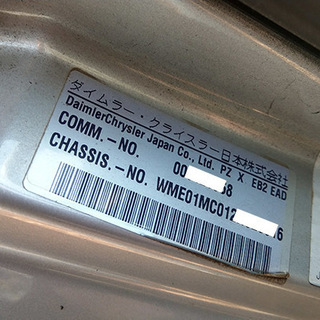 ダイムラー・クライスラー日本株式会社
DaimlerChrysler Japan Co., Ltd. PZ X EB2 EAD
COMM.-NO. 00 68
CHASSIS.-NO. WME01MC012 6